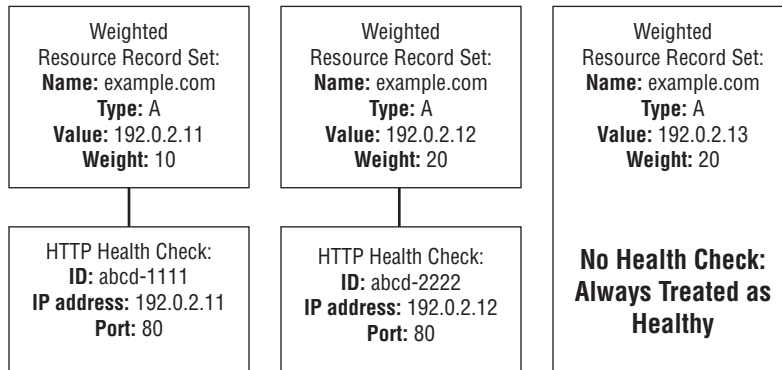 Weighted
Resource Record Set:
Name: example.com
Type: A
Value: 192.0.2.11
Weight: 10
HTTP Health Check:
ID: abcd-1111
IP address: 192.0.2.11
Port: 80
Weighted
Resource Record Set:
Name: example.com
Type: A
Value: 192.0.2.12
Weight: 20
HTTP Health Check:
ID: abcd-2222
IP address: 192.0.2.12
Port: 80
Weighted
Resource Record Set:
Name: example.com
Type: A
Value: 192.0.2.13
Weight: 20
No Health Check:
Always Treated as
Healthy